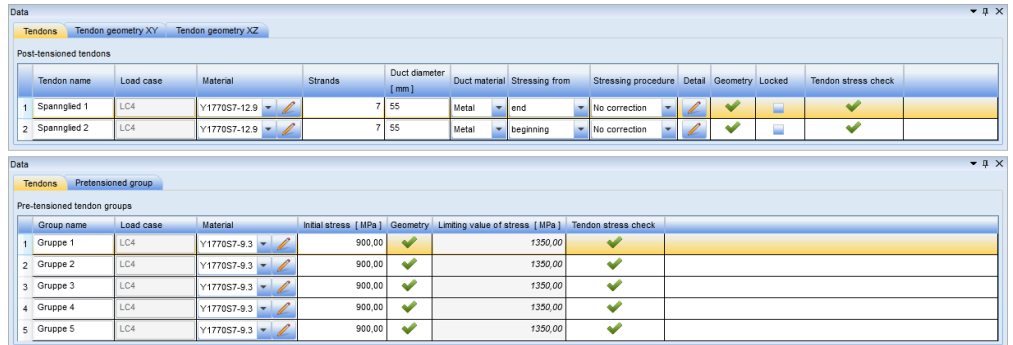 Data
Tendons Tendon geometry XY Tendon geometry XZ
Post-tensioned tendons
Tendon name Load case Material Strands Duct diameter [ mm ] Duct material Stressing from Stressing procedure Detail Geometry Locked Tendon stress check
1 Spannglied 1 LC4 Y1770S7-12.9 7 55 Metal end No correction
2 Spannglied 2 LC4 Y1770S7-12.9 7 55 Metal beginning No correction
Data
Tendons Pretensioned group
Pre-tensioned tendon groups
Group name Load case Material Initial stress [ MPa ] Geometry Limiting value of stress [ MPa ] Tendon stress check
1 Gruppe 1 LC4 Y1770S7-9.3 900,00 1350,00
2 Gruppe 2 LC4 Y1770S7-9.3 900,00 1350,00
3 Gruppe 3 LC4 Y1770S7-9.3 900,00 1350,00
4 Gruppe 4 LC4 Y1770S7-9.3 900,00 1350,00
5 Gruppe 5 LC4 Y1770S7-9.3 900,00 1350,00